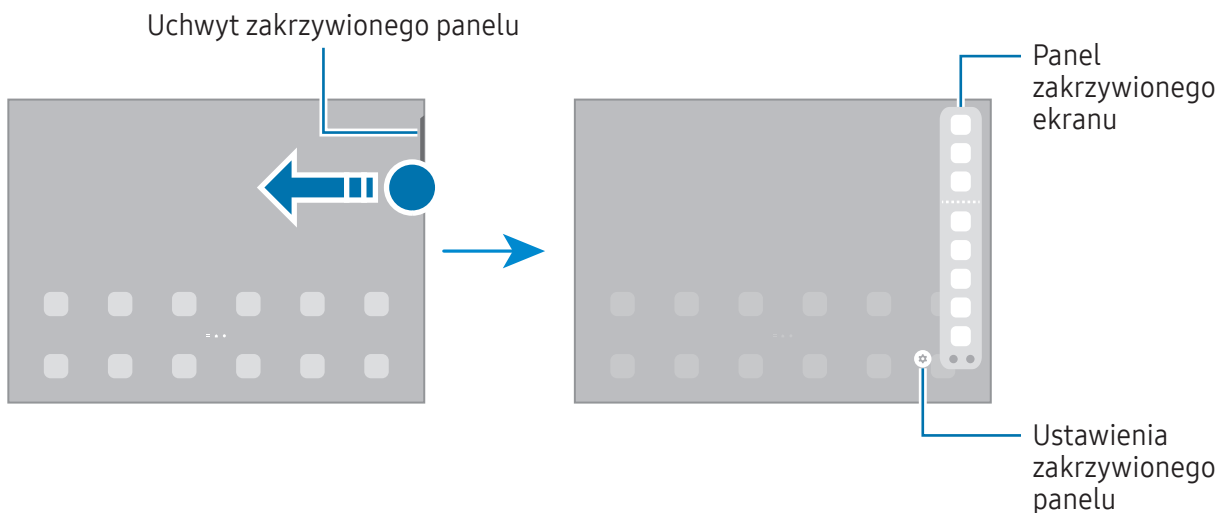 Uchwyt zakrzywionego panelu
Panel
zakrzywionego
ekranu
Ustawienia
zakrzywionego
panelu